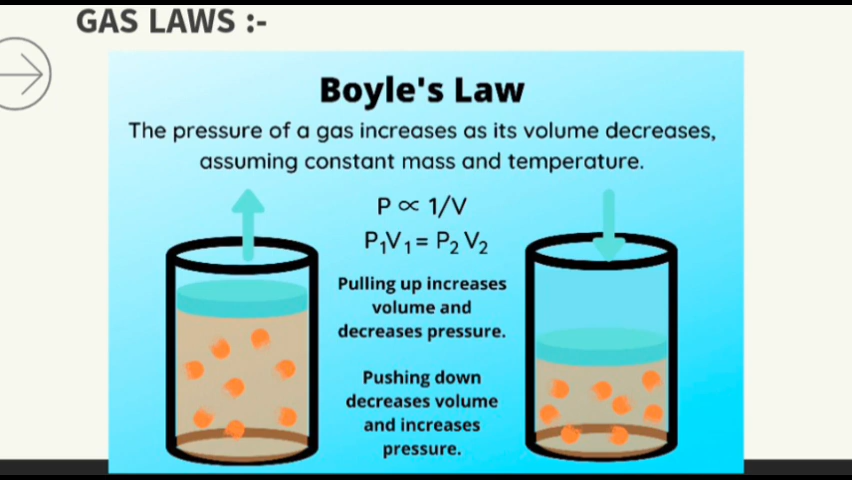 GAS LAWS :-
Boyle's Law
The pressure of a gas increases as its volume decreases,
assuming constant mass and temperature.
P ∝ 1/V
P₁V₁ = P₂ V₂
Pulling up increases
volume and
decreases pressure.
Pushing down
decreases volume
and increases
pressure.